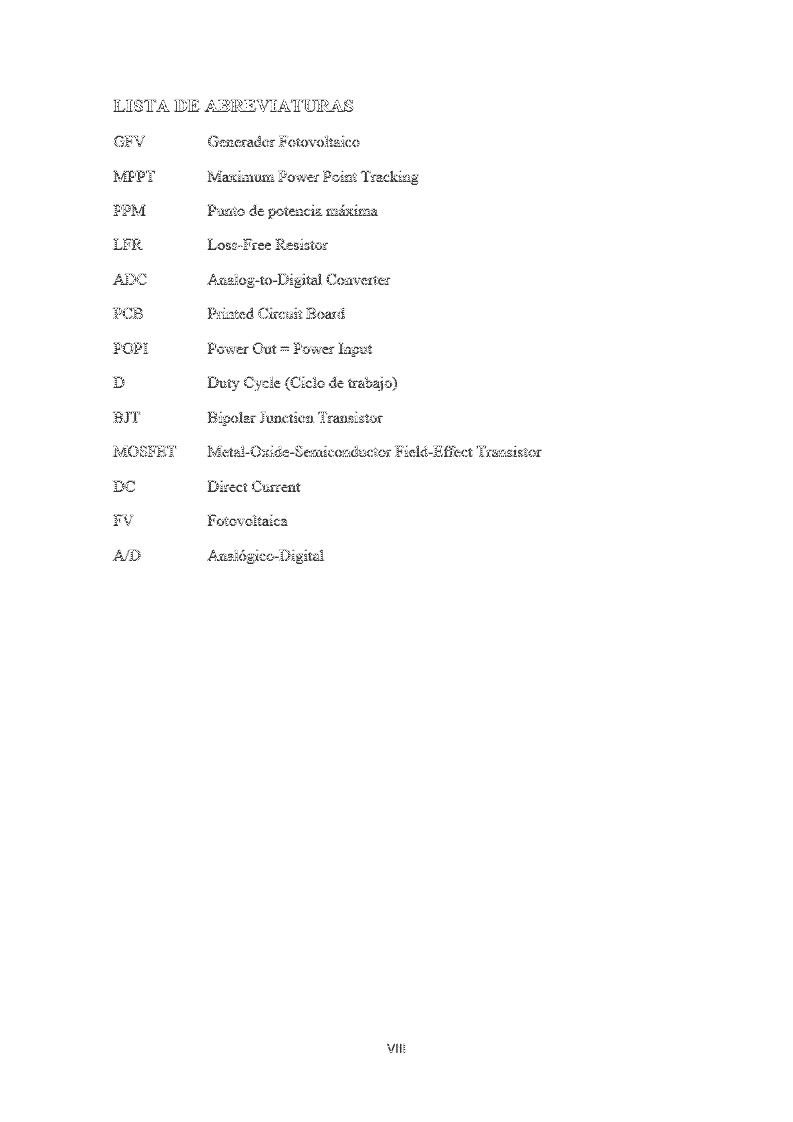 LISTA DE ABREVIATURAS
GFV Generador Fotovoltaico
MPPT Maximum Power Point Tracking
PPM Punto de potencia máxima
LFR Loss-Free Resistor
ADC Analog-to-Digital Converter
PCB Printed Circuit Board
POPI Power Out = Power Input
D Duty Cycle (Ciclo de trabajo)
BJT Bipolar Junction Transistor
MOSFET Metal-Oxide-Semiconductor Field-Effect Transistor
DC Direct Current
FV Fotovoltaica
A/D Analógico-Digital
VIII